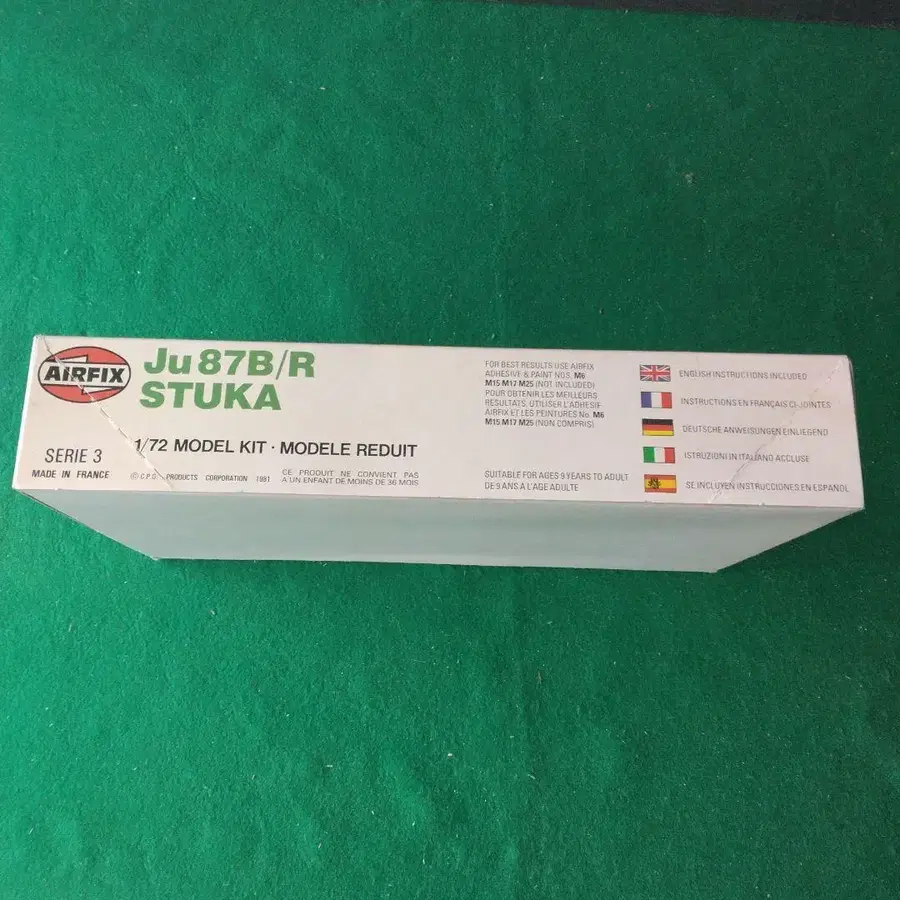 AIRFIX
Ju 87B/R
STUKA
1/72 MODEL KIT · MODELE REDUIT
SERIE 3
MADE IN FRANCE
© C.P.G. PRODUCTS CORPORATION 1981
CE PRODUIT NE CONVIENT PAS
A UN ENFANT DE MOINS DE 36 MOIS
FOR BEST RESULTS USE AIRFIX
ADHESIVE & PAINT NOS. M6
M15 M17 M25 (NOT INCLUDED)
POUR OBTENIR LES MEILLEURS
RESULTATS, UTILISER L'ADHESIF
AIRFIX ET LES PEINTURES No. M6
M15 M17 M25 (NON COMPRIS)
SUITABLE FOR AGES 9 YEARS TO ADULT
DE 9 ANS A L'AGE ADULTE
ENGLISH INSTRUCTIONS INCLUDED
INSTRUCTIONS EN FRANÇAIS CI-JOINTES
DEUTSCHE ANWEISUNGEN EINLIEGEND
ISTRUZIONI IN ITALIANO ACCLUSE
SE INCLUYEN INSTRUCCIONES EN ESPANOL